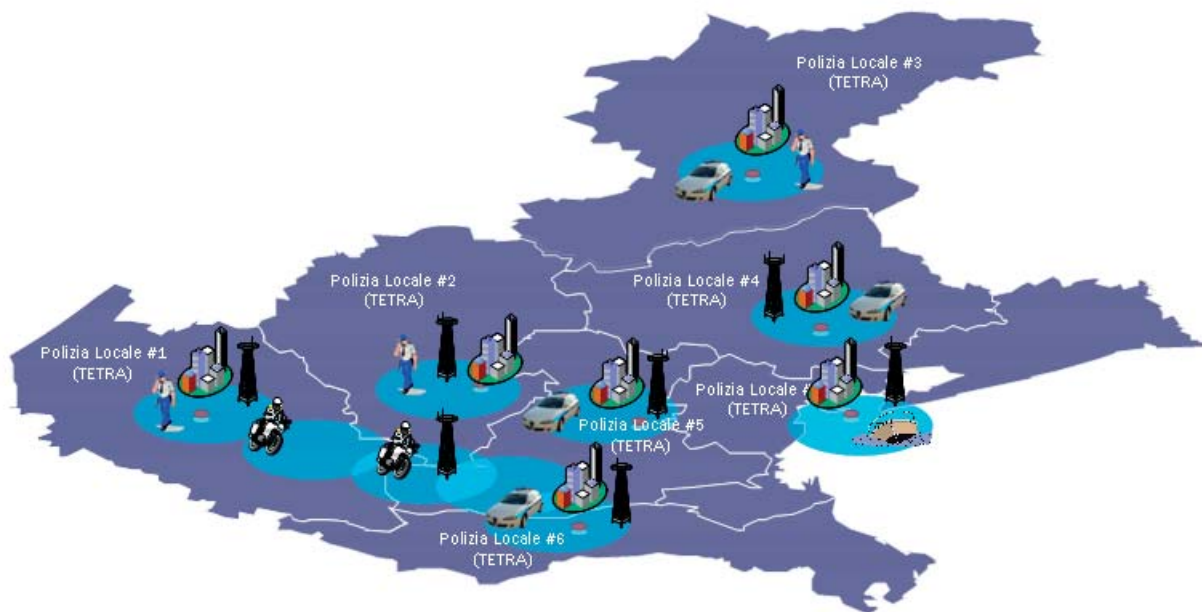 Polizia Locale #3
(TETRA)
Polizia Locale #2
(TETRA)
Polizia Locale #4
(TETRA)
Polizia Locale #1
(TETRA)
Polizia Locale #
(TETRA)
Polizia Locale #5
(TETRA)
Polizia Locale #6
(TETRA)